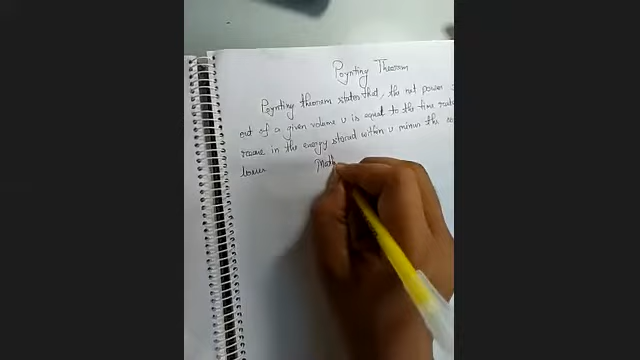 Poynting Theorem
Poynting theorem states that, the net power
out of a given volume v is equal to the time rate
in the energy stored within v minus the
losses Math